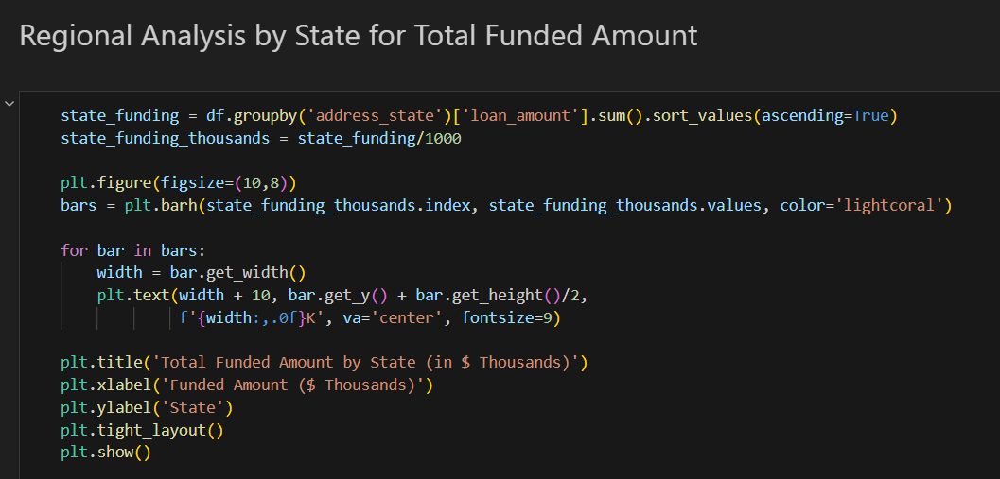 Regional Analysis by State for Total Funded Amount
state_funding = df.groupby('address_state')['loan_amount'].sum().sort_values(ascending=True)
state_funding_thousands = state_funding/1000
plt.figure(figsize=(10,8))
bars = plt.barh(state_funding_thousands.index, state_funding_thousands.values, color='lightcoral')
for bar in bars:
    width = bar.get_width()
    plt.text(width + 10, bar.get_y() + bar.get_height()/2,
             f'{width:,.0f}K', va='center', fontsize=9)
plt.title('Total Funded Amount by State (in $ Thousands)')
plt.xlabel('Funded Amount ($ Thousands)')
plt.ylabel('State')
plt.tight_layout()
plt.show()